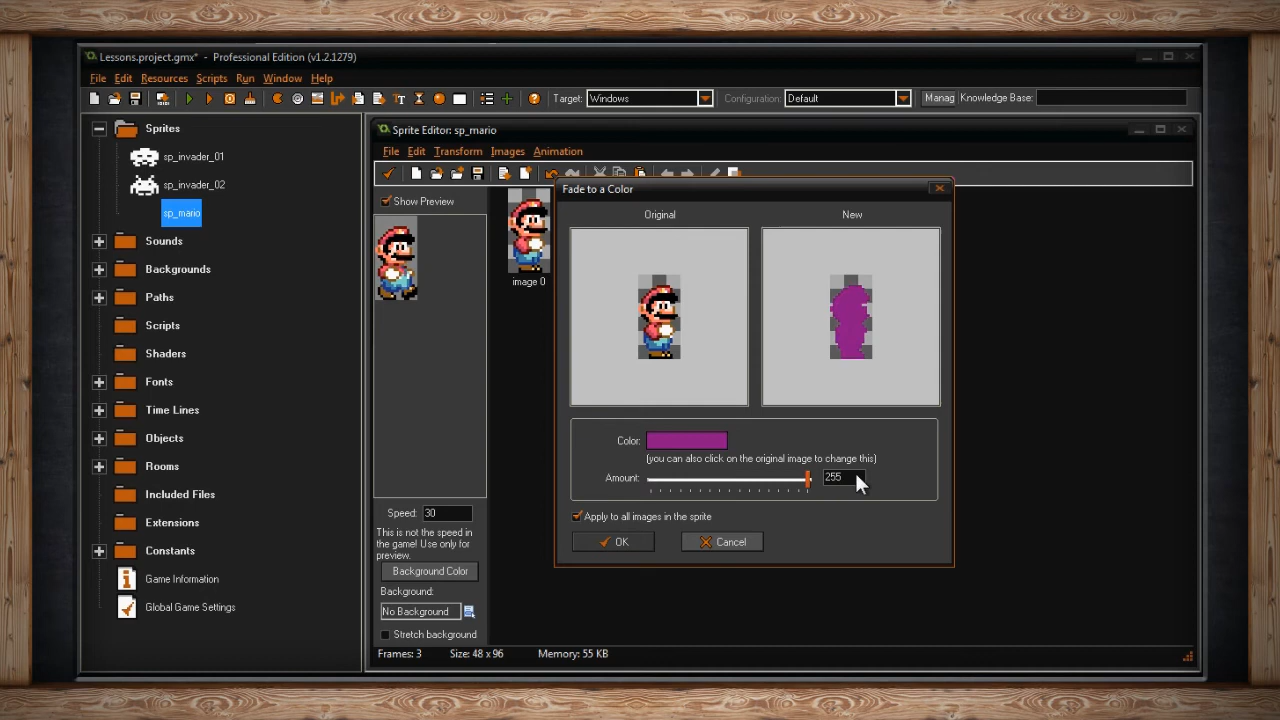 Lessons.project.gmx* - Professional Edition (v1.2.1279)
File Edit Resources Scripts Run Window Help
Target: Windows Configuration: Default Manag Knowledge Base:
Sprites
sp_invader_01
sp_invader_02
sp_mario
Sounds
Backgrounds
Paths
Scripts
Shaders
Fonts
Time Lines
Objects
Rooms
Included Files
Extensions
Constants
Game Information
Global Game Settings
Sprite Editor: sp_mario
File Edit Transform Images Animation
Show Preview
image 0
Speed: 30
This is not the speed in
the game! Use only for
preview.
Background Color
Background:
No Background
Stretch background
Frames: 3 Size: 48 x 96 Memory: 55 KB
Fade to a Color
Original New
Color:
(you can also click on the original image to change this)
Amount: 255
Apply to all images in the sprite
OK Cancel